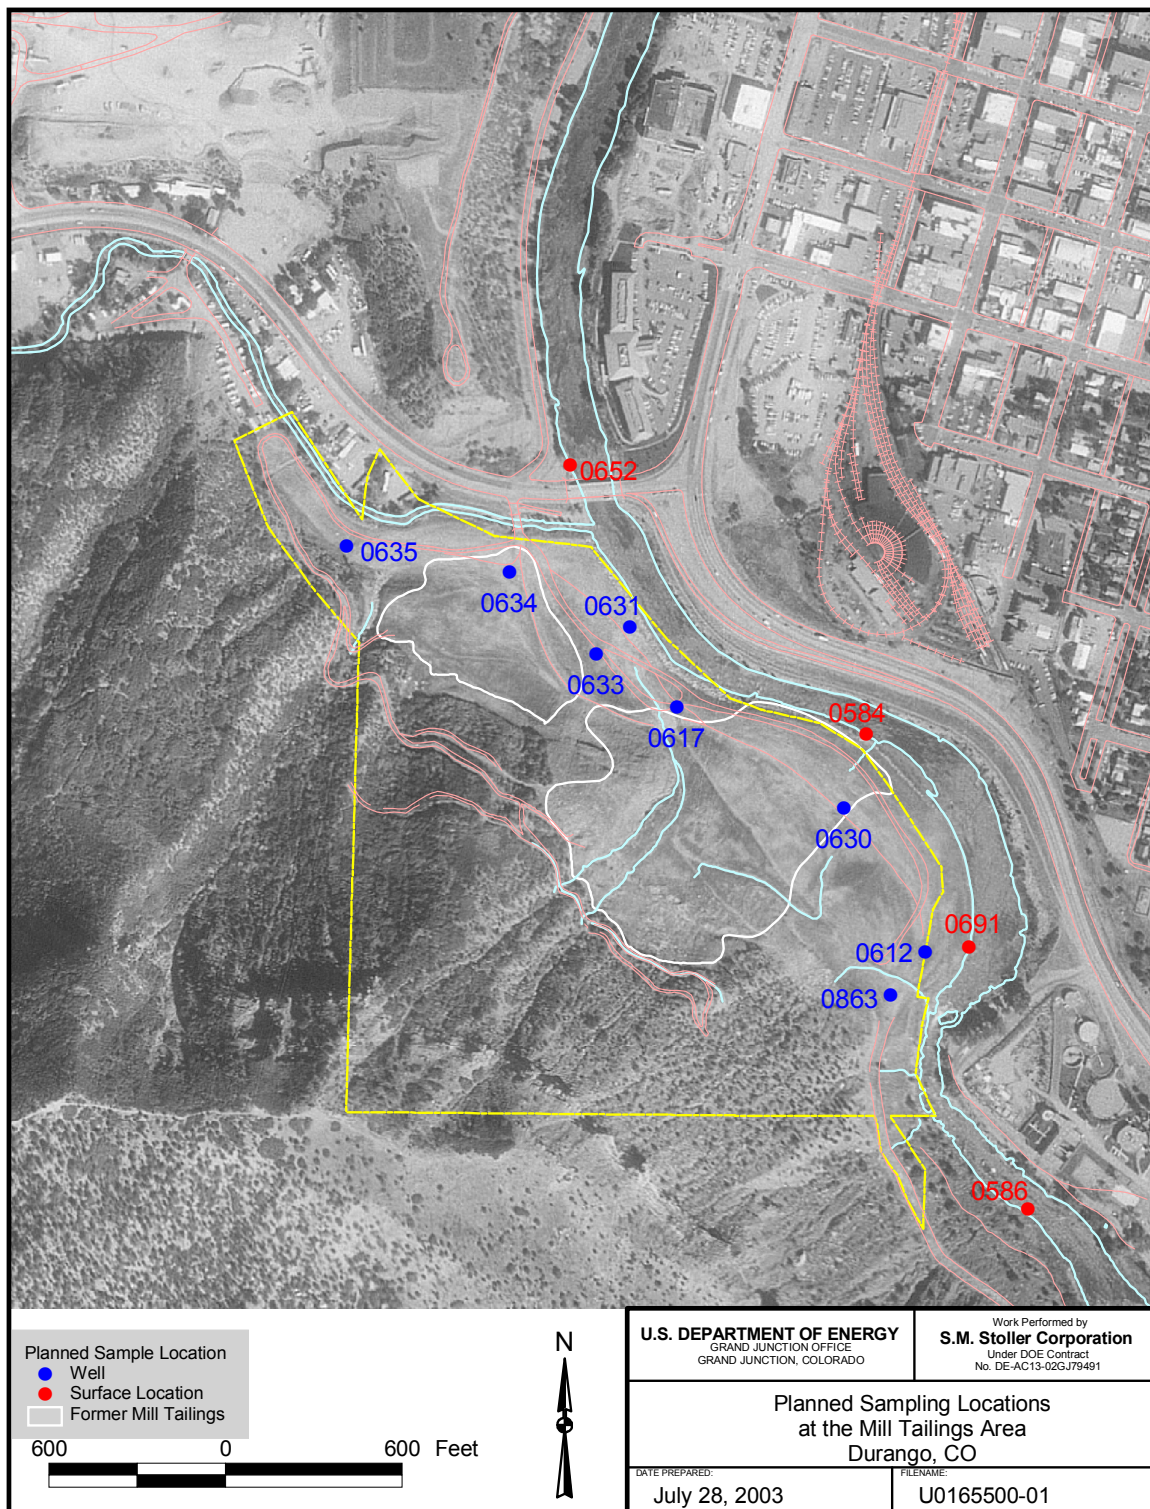 0652
0635
0634
0631
0633
0617
0584
0630
0691
0612
0863
0586
Planned Sample Location
Well
Surface Location
Former Mill Tailings
600 0 600 Feet
N
U.S. DEPARTMENT OF ENERGY
GRAND JUNCTION OFFICE
GRAND JUNCTION, COLORADO
Work Performed by
S.M. Stoller Corporation
Under DOE Contract
No. DE-AC13-02GJ79491
Planned Sampling Locations
at the Mill Tailings Area
Durango, CO
DATE PREPARED:
July 28, 2003
FILENAME:
U0165500-01